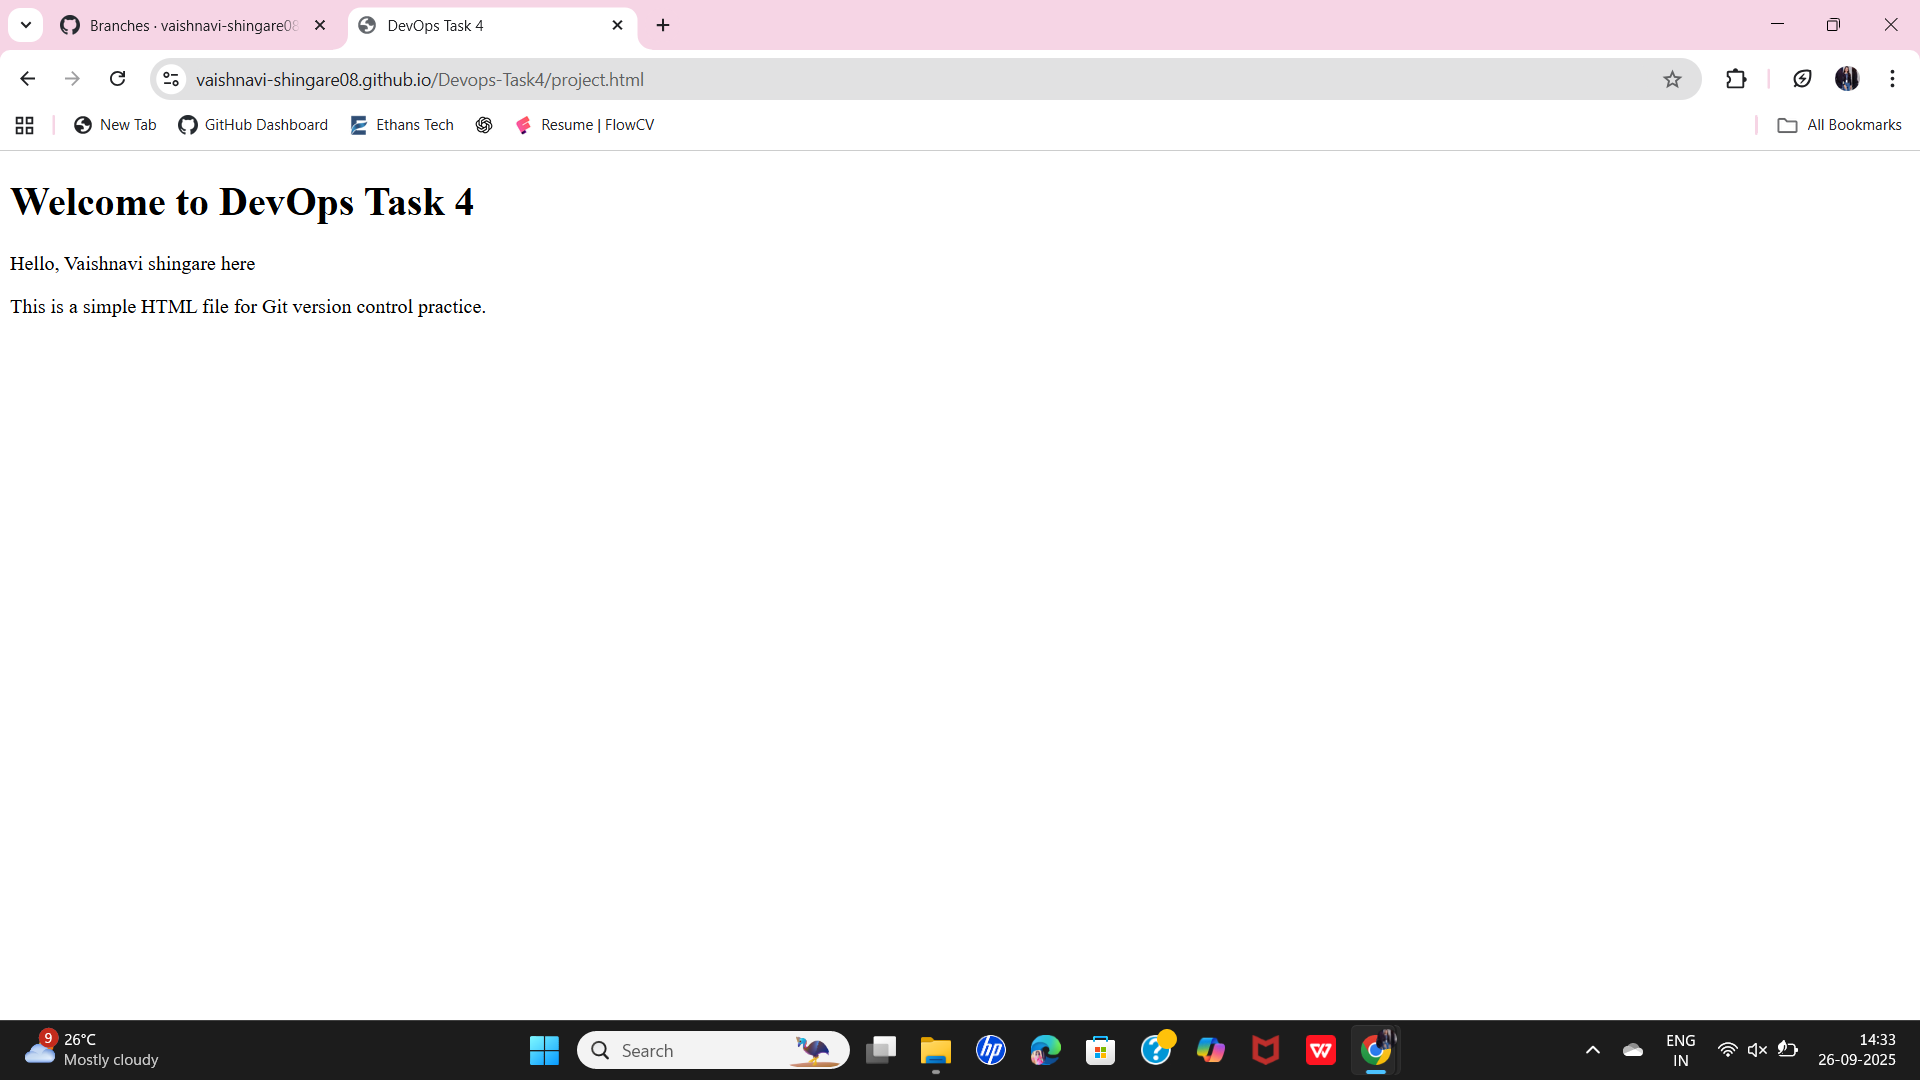 Branches · vaishnavi-shingare08
DevOps Task 4
vaishnavi-shingare08.github.io/Devops-Task4/project.html
New Tab
GitHub Dashboard
Ethans Tech
Resume | FlowCV
All Bookmarks
Welcome to DevOps Task 4
Hello, Vaishnavi shingare here
This is a simple HTML file for Git version control practice.
9
26°C
Mostly cloudy
Search
hp
?
W
ENG
IN
14:33
26-09-2025